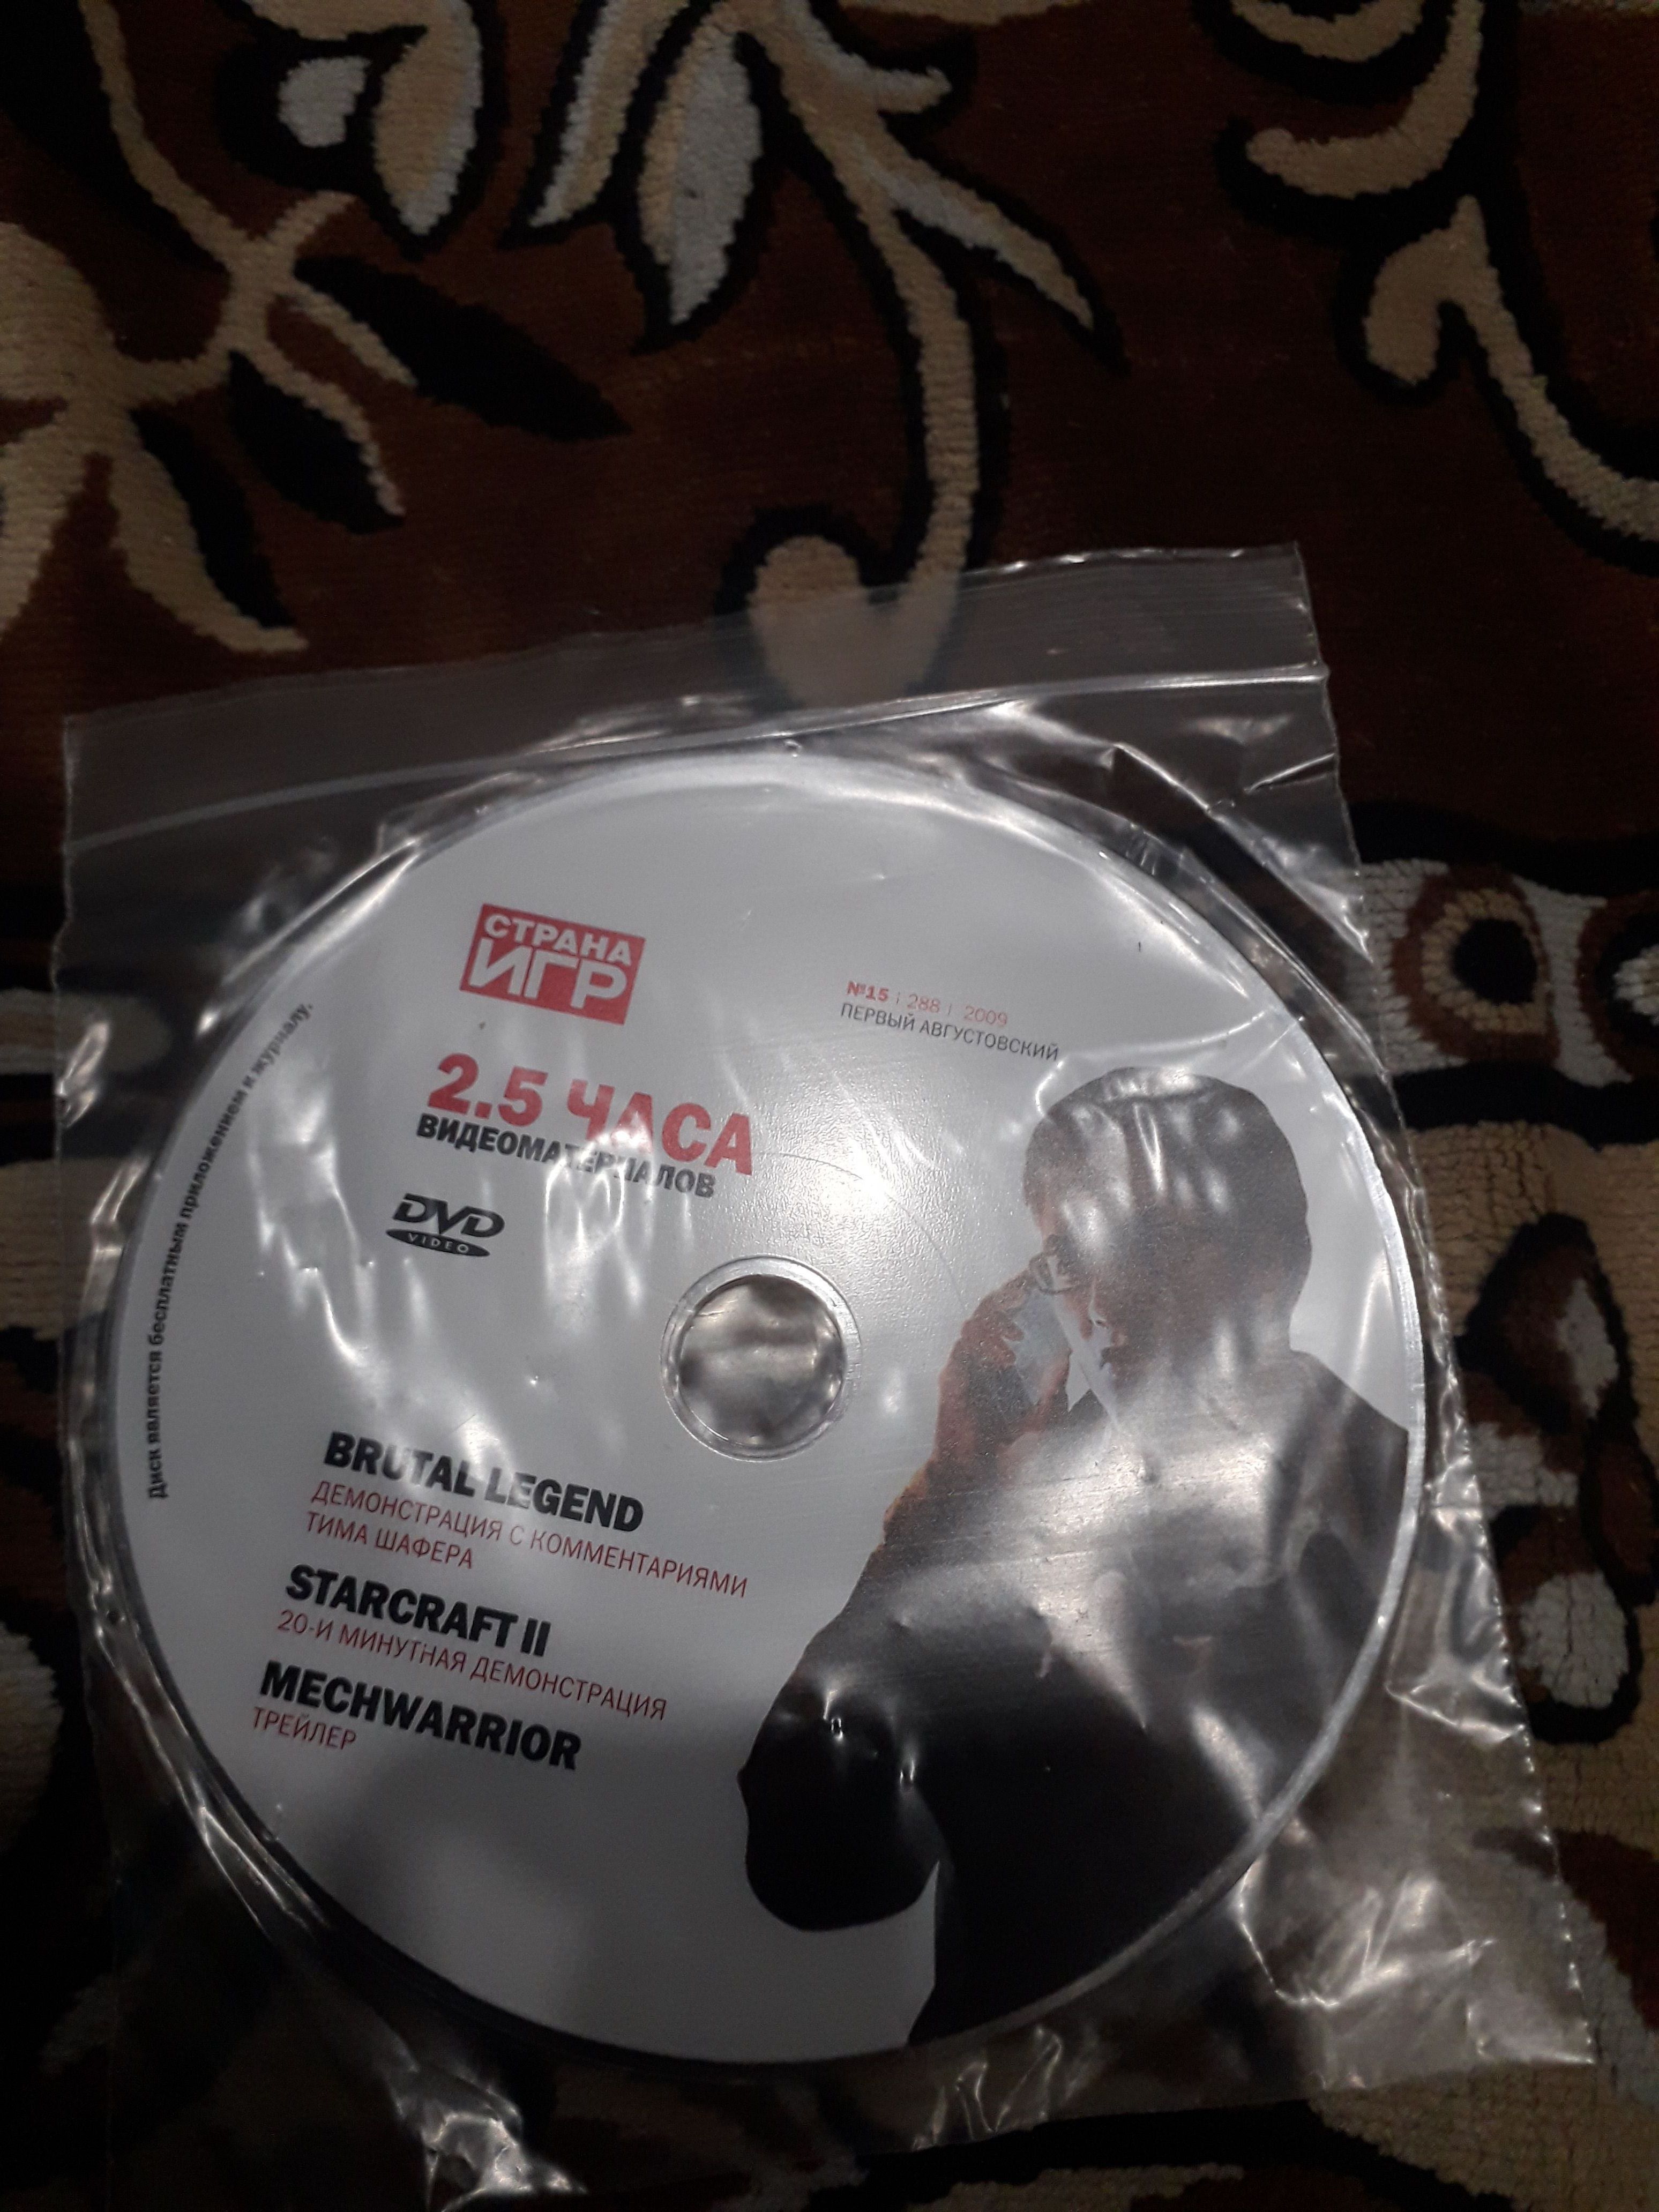 СТРАНА
ИГР
№15 | 288 | 2009
ПЕРВЫЙ АВГУСТОВСКИЙ
2.5 ЧАСА
ВИДЕОМАТЕРИАЛОВ
DVD
VIDEO
Диск является бесплатным приложением к журналу.
BRUTAL LEGEND
ДЕМОНСТРАЦИЯ С КОММЕНТАРИЯМИ
ТИМА ШАФЕРА
STARCRAFT II
20-И МИНУТНАЯ ДЕМОНСТРАЦИЯ
MECHWARRIOR
ТРЕЙЛЕР